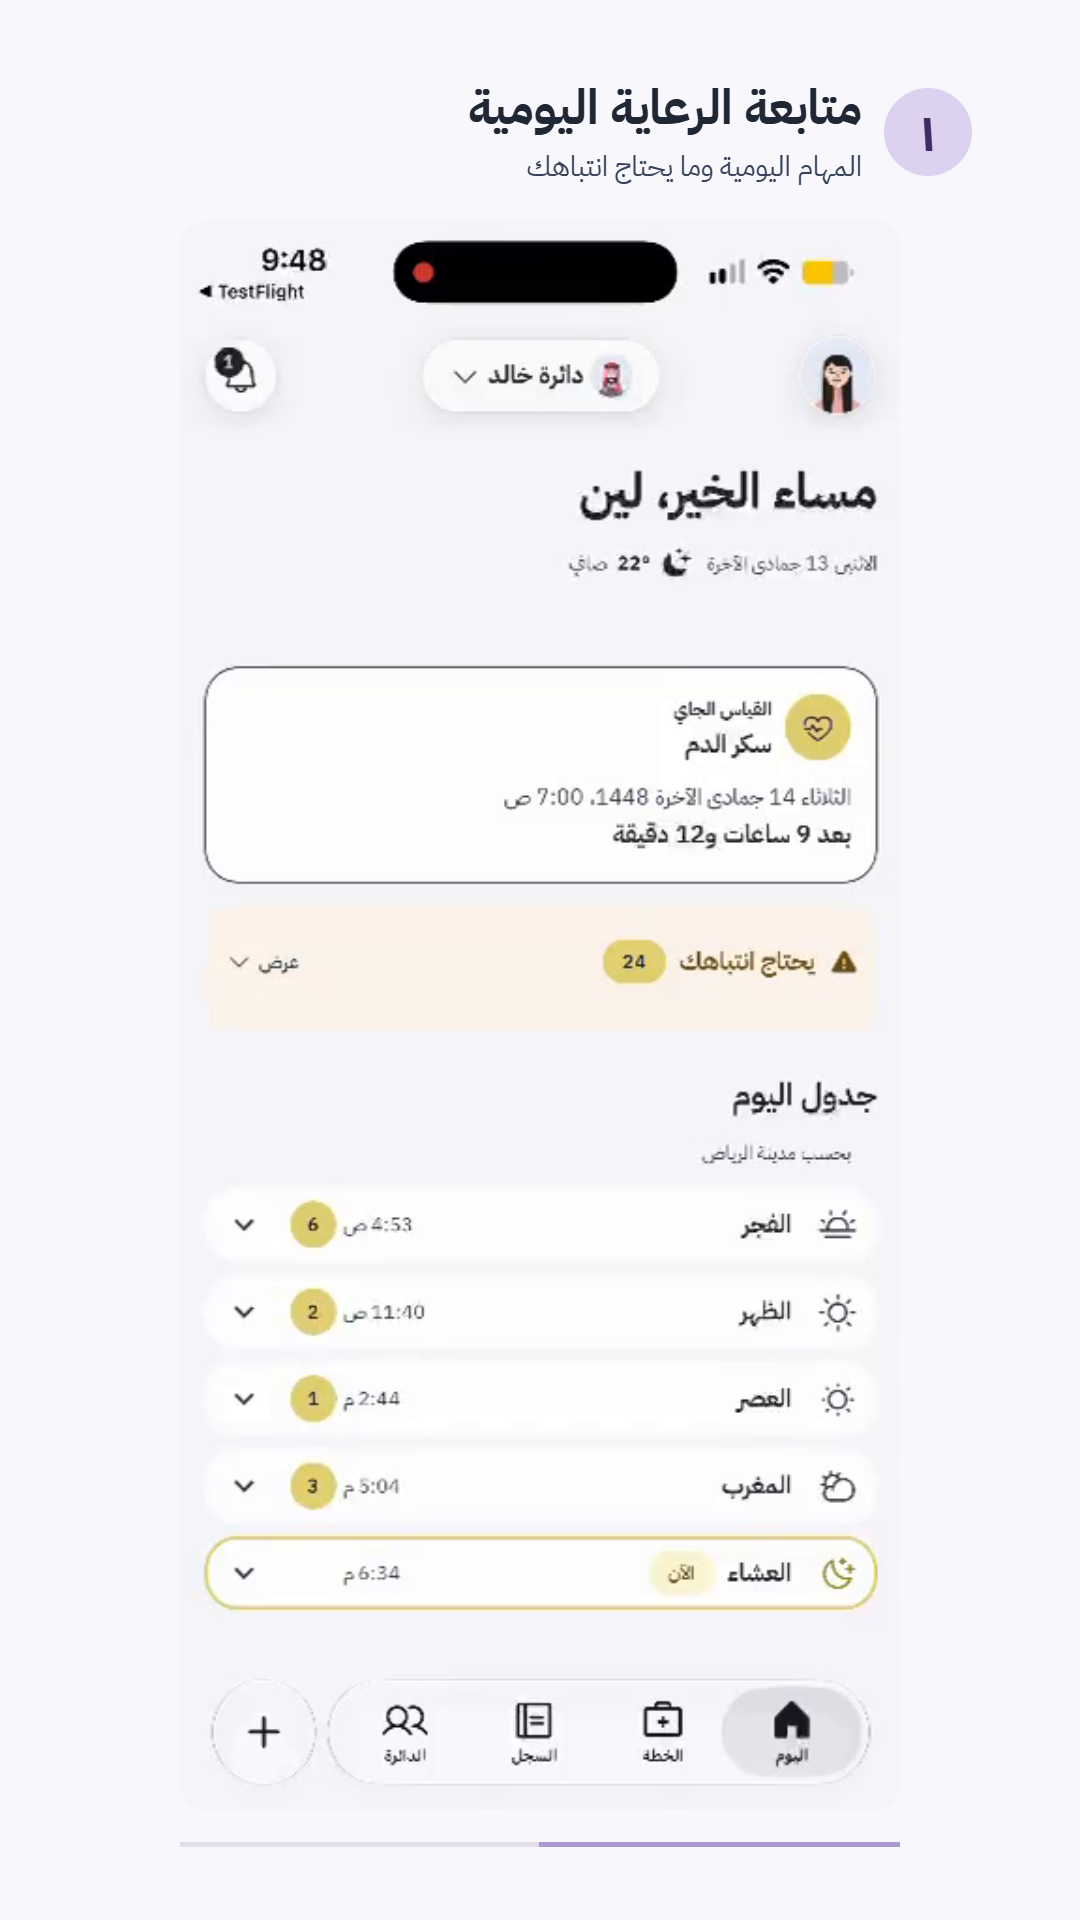 ١
متابعة الرعاية اليومية
المهام اليومية وما يحتاج انتباهك
9:48
◀ TestFlight
1
دائرة خالد
مساء الخير، لين
الاثنين 13 جمادى الآخرة 22° صافي
القياس الجاي
سكر الدم
الثلاثاء 14 جمادى الآخرة 1448، 7:00 ص
بعد 9 ساعات و12 دقيقة
يحتاج انتباهك 24 عرض
جدول اليوم
بحسب مدينة الرياض
الفجر 4:53 ص 6
الظهر 11:40 ص 2
العصر 2:44 م 1
المغرب 5:04 م 3
العشاء الآن 6:34 م
اليوم الخطة السجل الدائرة